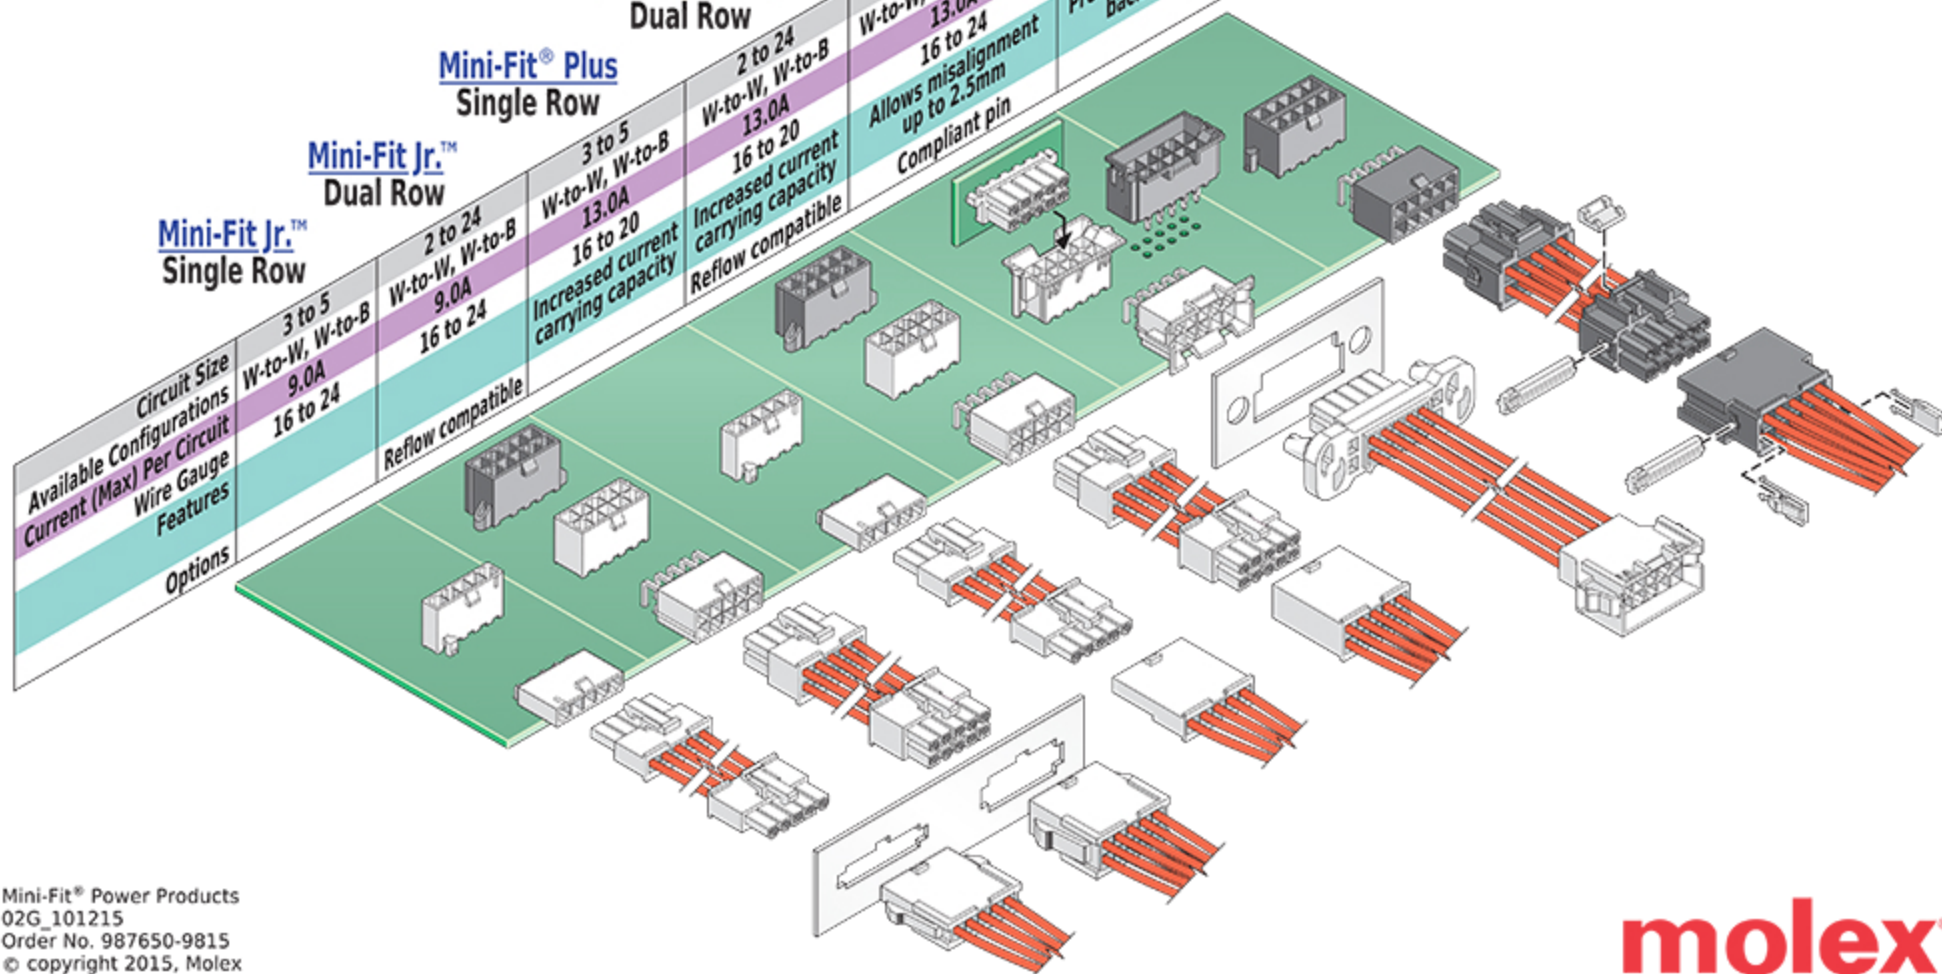 Dual Row
Mini-Fit® Plus
Single Row
Mini-Fit Jr.™
Dual Row
Mini-Fit Jr.™
Single Row
Circuit Size
Available Configurations
Current (Max) Per Circuit
Wire Gauge
Features
Options
3 to 5
W-to-W, W-to-B
9.0A
16 to 24
2 to 24
W-to-W, W-to-B
9.0A
16 to 24
Reflow compatible
3 to 5
W-to-W, W-to-B
13.0A
16 to 20
Increased current
carrying capacity
2 to 24
W-to-W, W-to-B
13.0A
16 to 20
Increased current
carrying capacity
Reflow compatible
W-to-W,
13.0A
16 to 24
Allows misalignment
up to 2.5mm
Compliant pin
Mini-Fit® Power Products
02G_101215
Order No. 987650-9815
© copyright 2015, Molex
molex